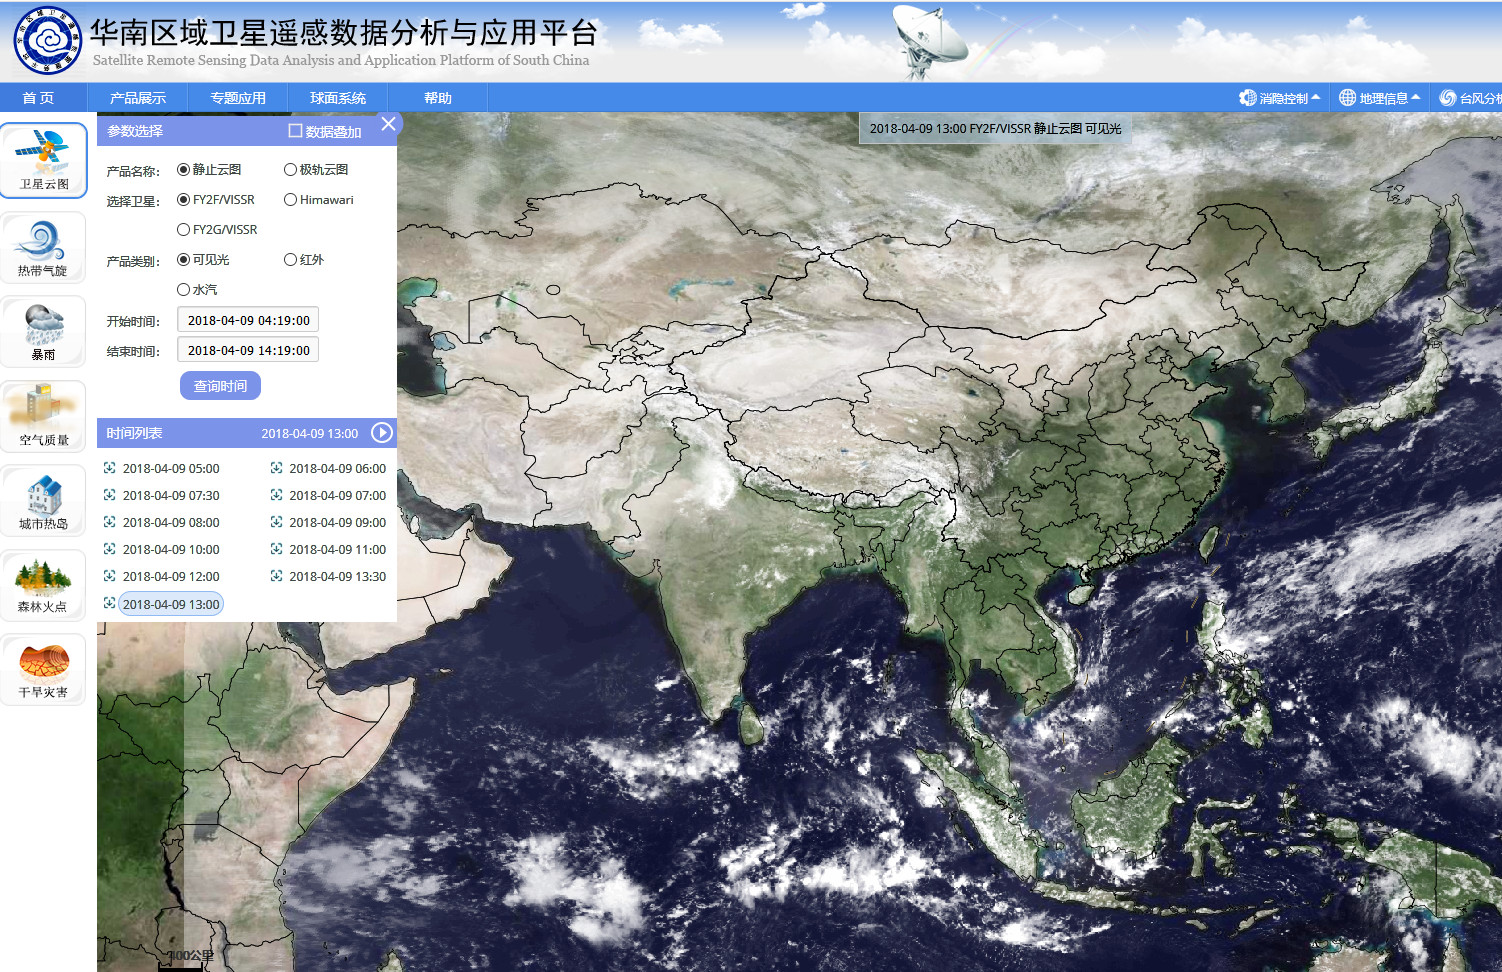 华南区域卫星遥感数据分析与应用平台
Satellite Remote Sensing Data Analysis and Application Platform of South China
首 页 产品展示 专题应用 球面系统 帮助 消隐控制 地理信息 台风分析
卫星云图
热带气旋
暴雨
空气质量
城市热岛
森林火点
干旱灾害
参数选择 数据叠加
产品名称： 静止云图 极轨云图
选择卫星： FY2F/VISSR Himawari
FY2G/VISSR
产品类别： 可见光 红外
水汽
开始时间： 2018-04-09 04:19:00
结束时间： 2018-04-09 14:19:00
查询时间
时间列表 2018-04-09 13:00
2018-04-09 05:00 2018-04-09 06:00
2018-04-09 07:30 2018-04-09 07:00
2018-04-09 08:00 2018-04-09 09:00
2018-04-09 10:00 2018-04-09 11:00
2018-04-09 12:00 2018-04-09 13:30
2018-04-09 13:00
2018-04-09 13:00 FY2F/VISSR 静止云图 可见光
400公里